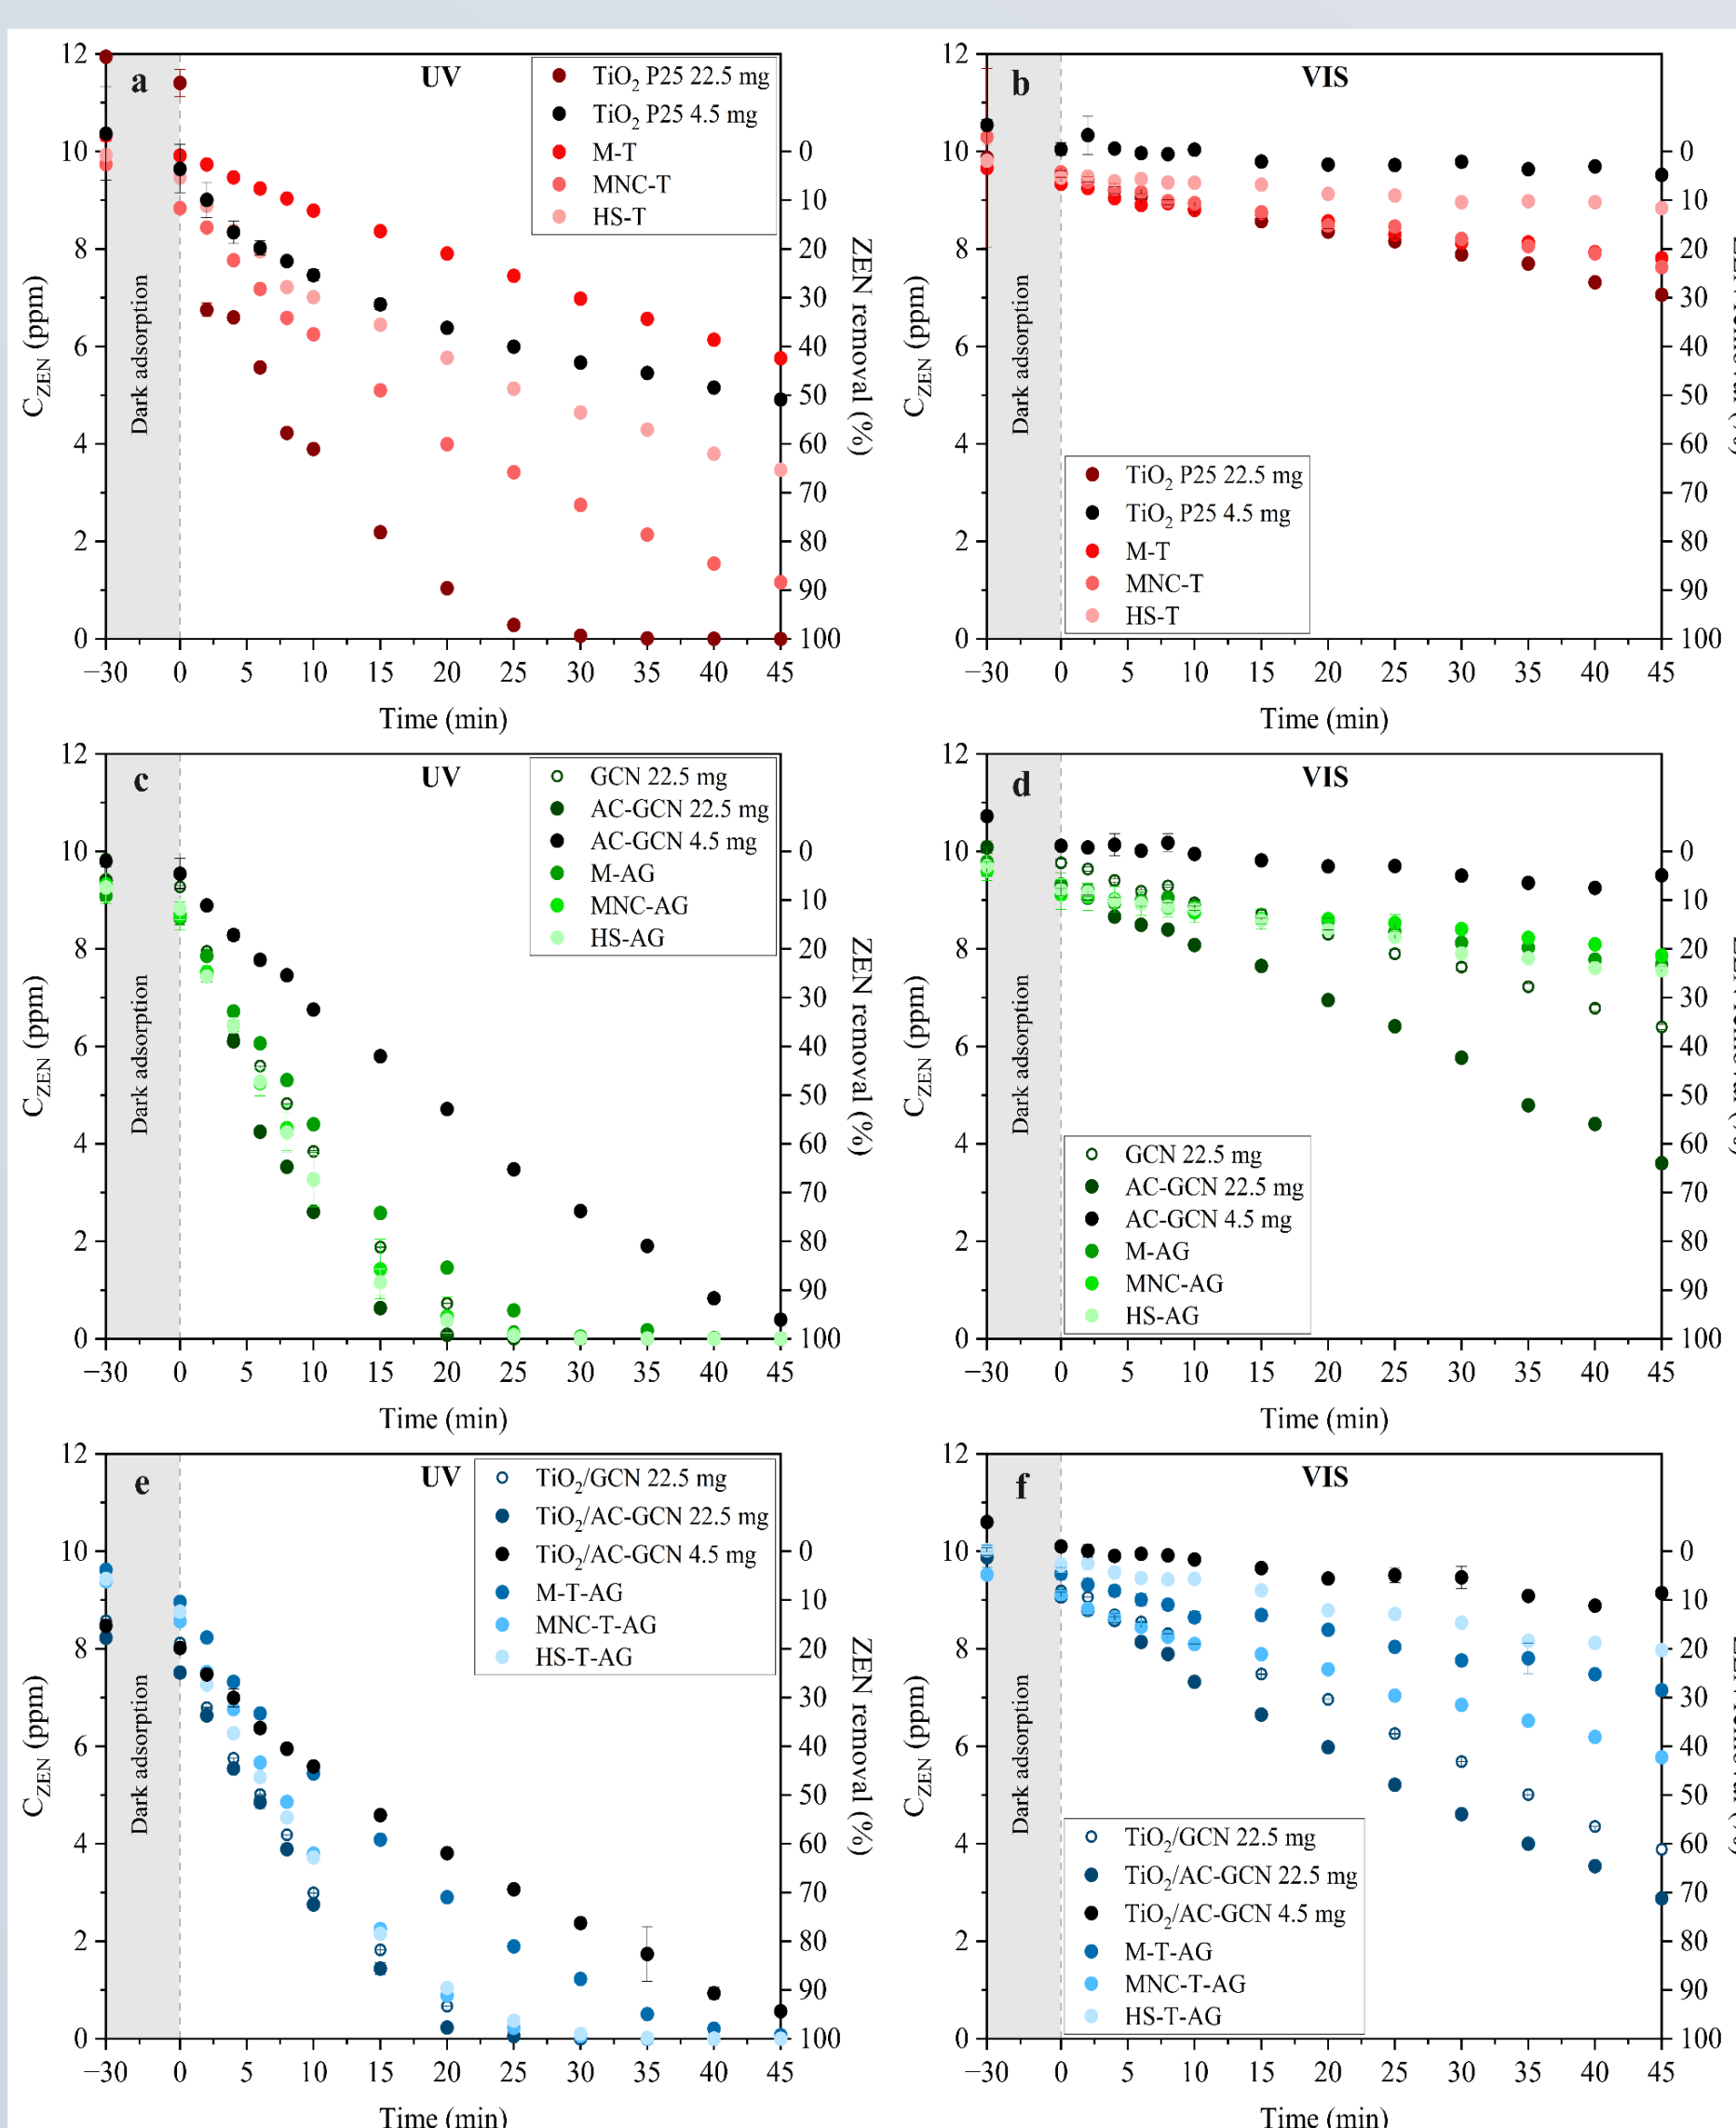 a
UV
TiO2 P25 22.5 mg
TiO2 P25 4.5 mg
M-T
MNC-T
HS-T
12
10
8
6
4
2
0
CZEN (ppm)
Dark adsorption
0
10
20
30
40
50
60
70
80
90
100
ZEN removal (%)
−30 0 5 10 15 20 25 30 35 40 45
Time (min)
b
VIS
TiO2 P25 22.5 mg
TiO2 P25 4.5 mg
M-T
MNC-T
HS-T
12
10
8
6
4
2
0
CZEN (ppm)
Dark adsorption
0
10
20
30
40
50
60
70
80
90
100
−30 0 5 10 15 20 25 30 35 40 45
Time (min)
c
UV
GCN 22.5 mg
AC-GCN 22.5 mg
AC-GCN 4.5 mg
M-AG
MNC-AG
HS-AG
12
10
8
6
4
2
0
CZEN (ppm)
Dark adsorption
0
10
20
30
40
50
60
70
80
90
100
ZEN removal (%)
−30 0 5 10 15 20 25 30 35 40 45
Time (min)
d
VIS
GCN 22.5 mg
AC-GCN 22.5 mg
AC-GCN 4.5 mg
M-AG
MNC-AG
HS-AG
12
10
8
6
4
2
0
CZEN (ppm)
Dark adsorption
0
10
20
30
40
50
60
70
80
90
100
−30 0 5 10 15 20 25 30 35 40 45
Time (min)
e
UV
TiO2/GCN 22.5 mg
TiO2/AC-GCN 22.5 mg
TiO2/AC-GCN 4.5 mg
M-T-AG
MNC-T-AG
HS-T-AG
12
10
8
6
4
2
0
CZEN (ppm)
Dark adsorption
0
10
20
30
40
50
60
70
80
90
100
ZEN removal (%)
−30 0 5 10 15 20 25 30 35 40 45
Time (min)
f
VIS
TiO2/GCN 22.5 mg
TiO2/AC-GCN 22.5 mg
TiO2/AC-GCN 4.5 mg
M-T-AG
MNC-T-AG
HS-T-AG
12
10
8
6
4
2
0
CZEN (ppm)
Dark adsorption
0
10
20
30
40
50
60
70
80
90
100
−30 0 5 10 15 20 25 30 35 40 45
Time (min)